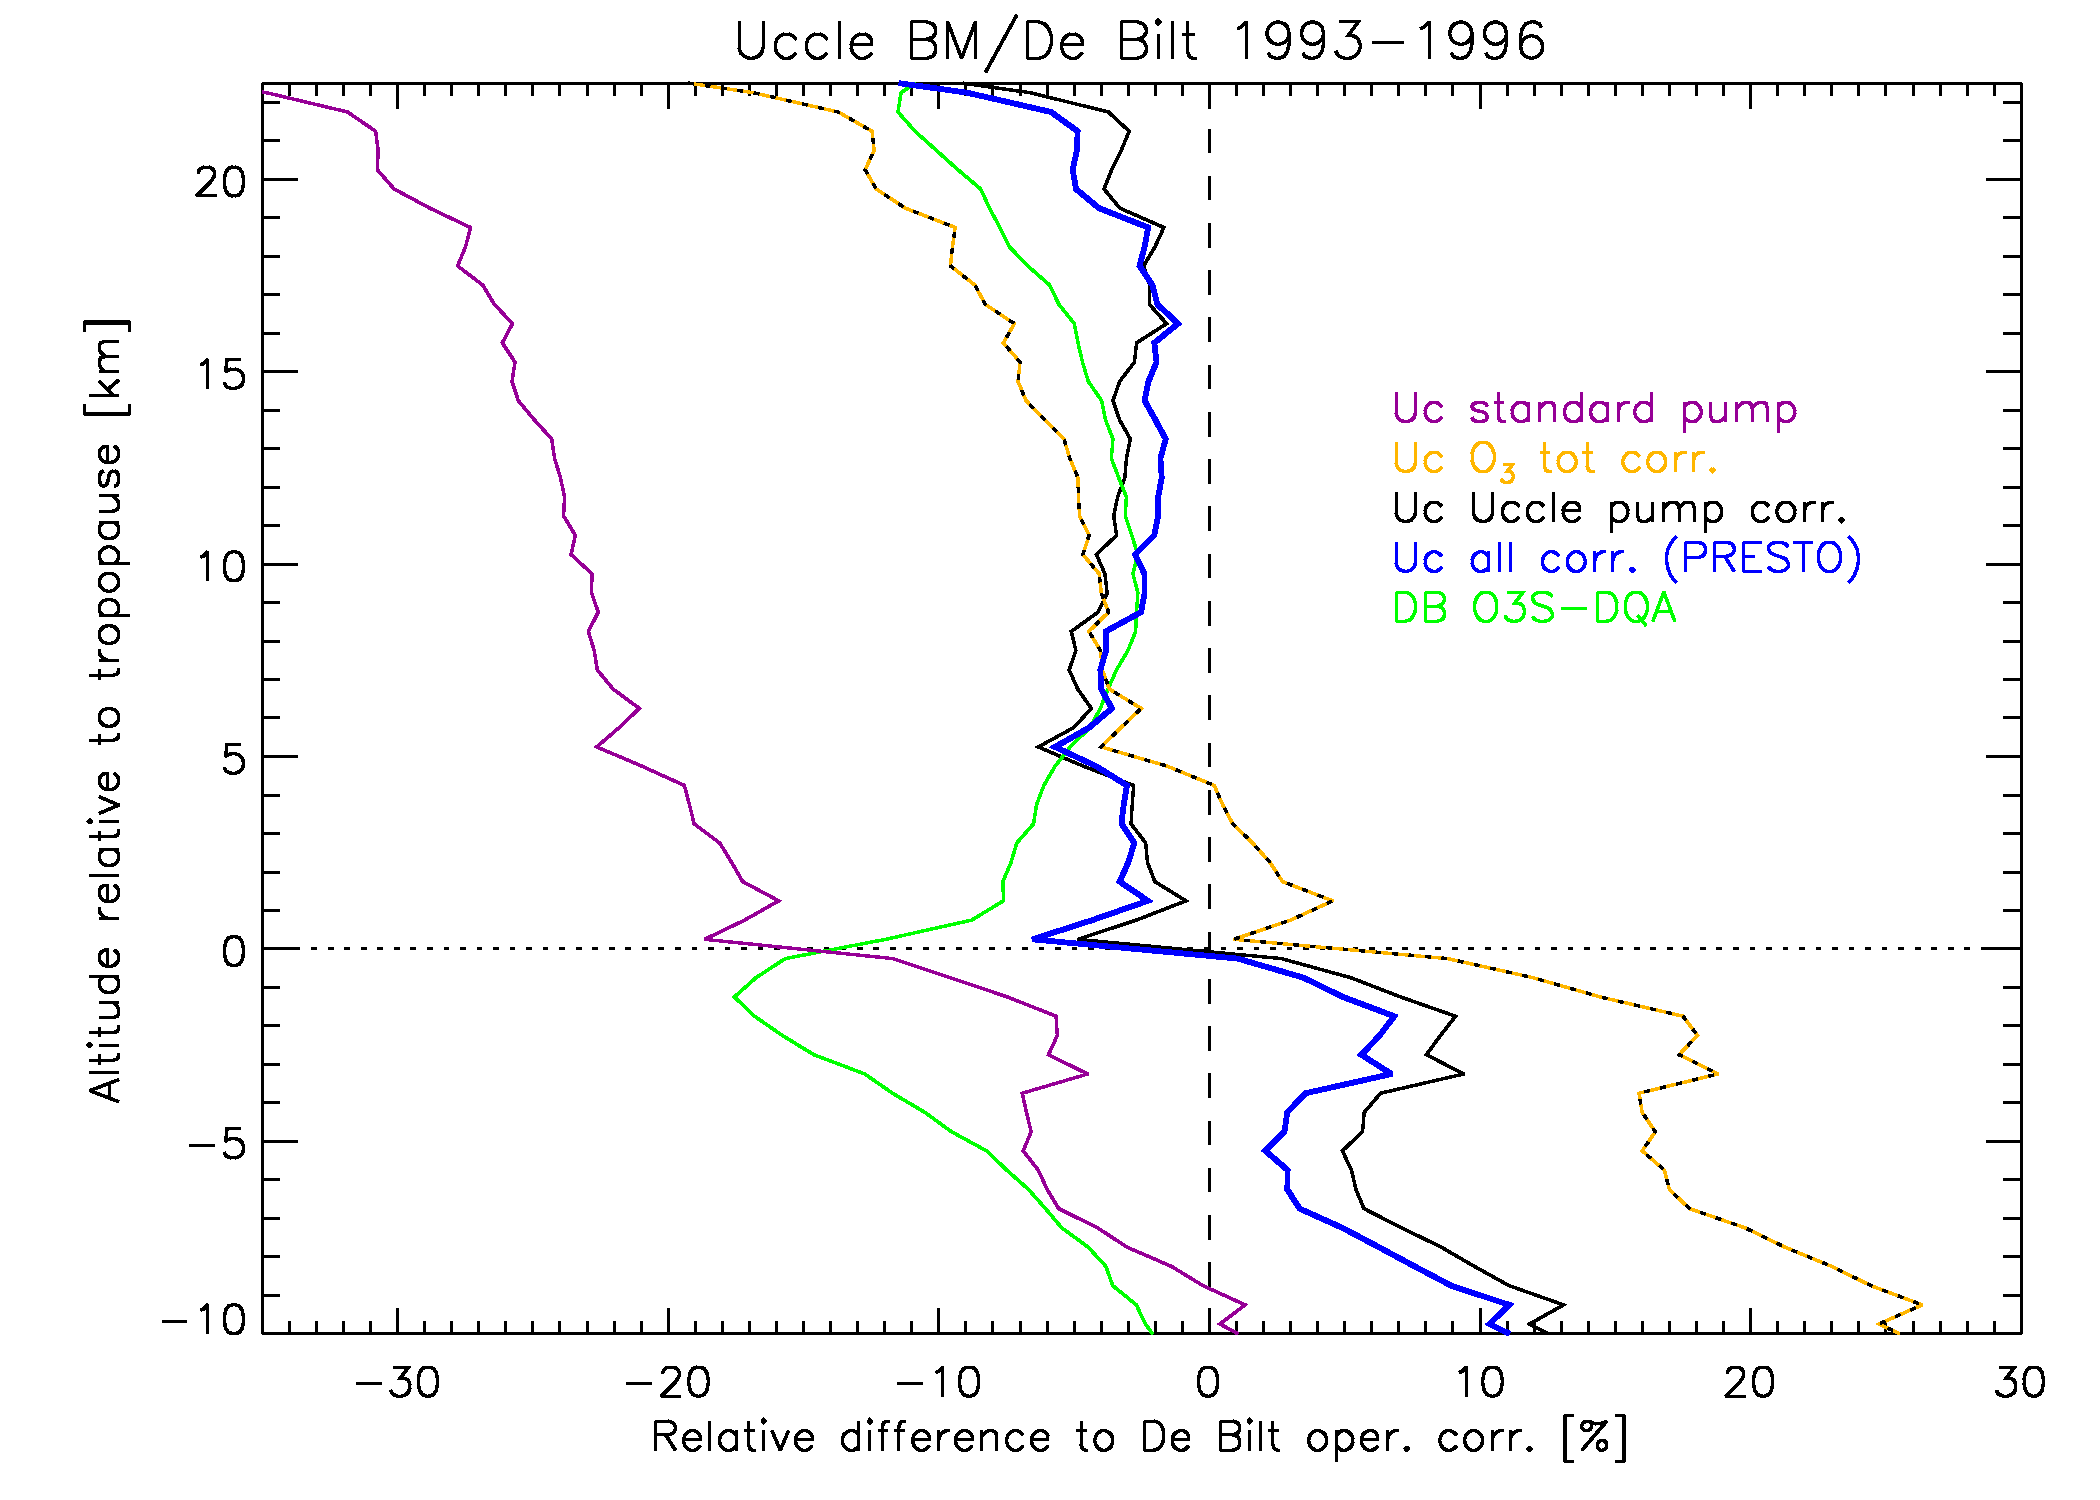 Uccle BM/De Bilt 1993-1996
Altitude relative to tropopause [km]
20
15
10
5
0
-5
-10
Uc standard pump
Uc O₃ tot corr.
Uc Uccle pump corr.
Uc all corr. (PRESTO)
DB O3S-DQA
-30 -20 -10 0 10 20 30
Relative difference to De Bilt oper. corr. [%]